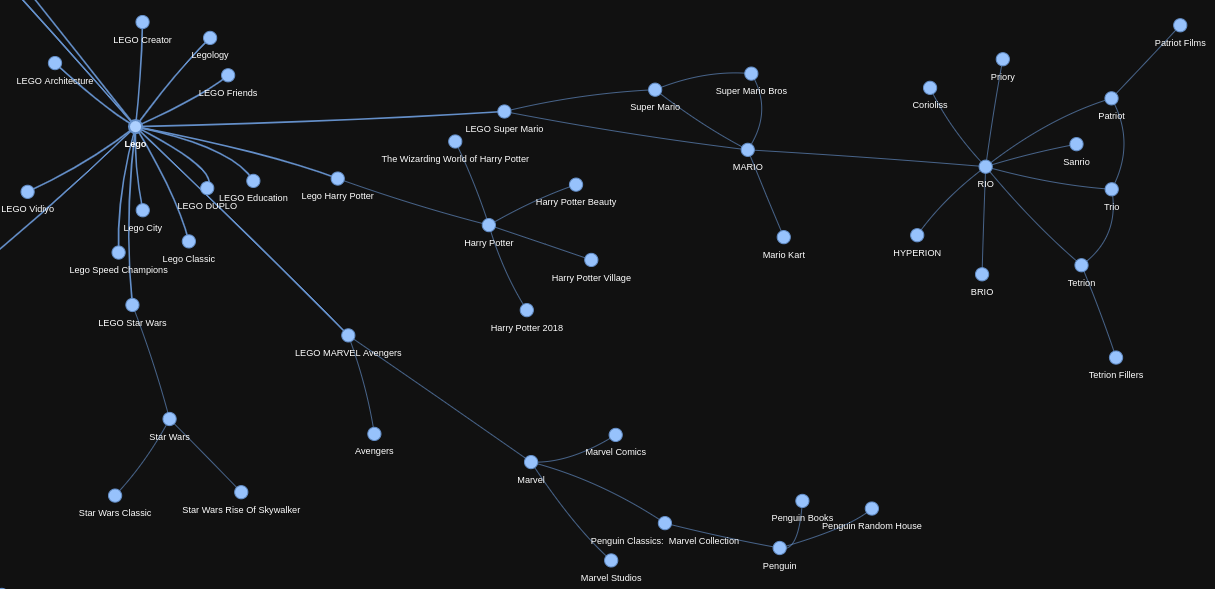 LEGO Creator
Patriot Films
Legology
Priory
LEGO Architecture
LEGO Friends
Super Mario
Super Mario Bros
Corioliss
Patriot
LEGO Super Mario
Lego
The Wizarding World of Harry Potter
MARIO
Sanrio
RIO
LEGO Vidiyo
LEGO DUPLO
LEGO Education
Lego Harry Potter
Harry Potter Beauty
Trio
Lego City
Harry Potter
Lego Classic
Mario Kart
HYPERION
Lego Speed Champions
Harry Potter Village
BRIO
Tetrion
LEGO Star Wars
Harry Potter 2018
LEGO MARVEL Avengers
Tetrion Fillers
Star Wars
Avengers
Marvel Comics
Marvel
Star Wars Classic
Star Wars Rise Of Skywalker
Penguin Books
Penguin Random House
Penguin Classics:  Marvel Collection
Penguin
Marvel Studios